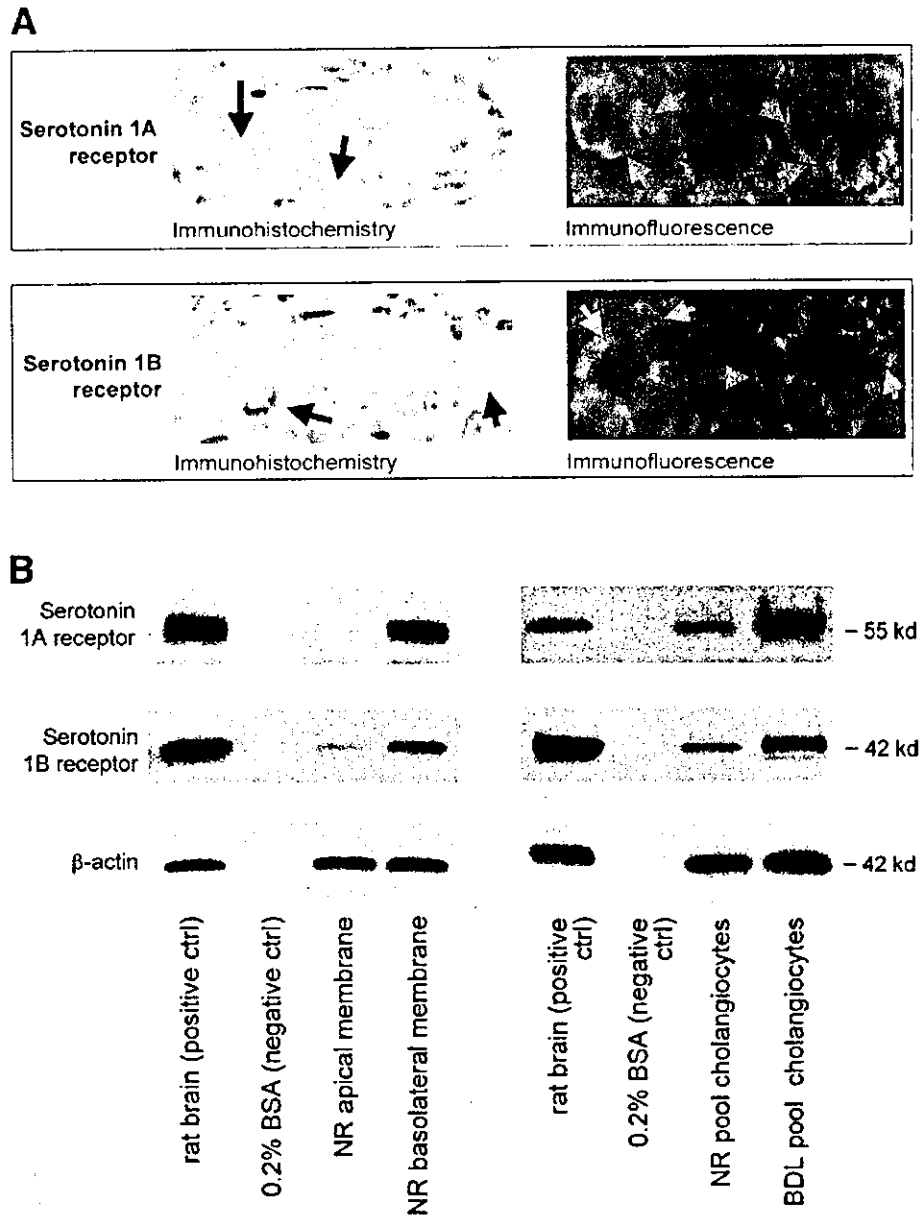 A
Serotonin 1A
receptor
Immunohistochemistry
Immunofluorescence
Serotonin 1B
receptor
Immunohistochemistry
Immunofluorescence
B
Serotonin
1A receptor
– 55 kd
Serotonin
1B receptor
– 42 kd
β-actin
– 42 kd
rat brain (positive ctrl)
0.2% BSA (negative ctrl)
NR apical membrane
NR basolateral membrane
rat brain (positive
ctrl)
0.2% BSA (negative
ctrl)
NR pool cholangiocytes
BDL pool cholangiocytes